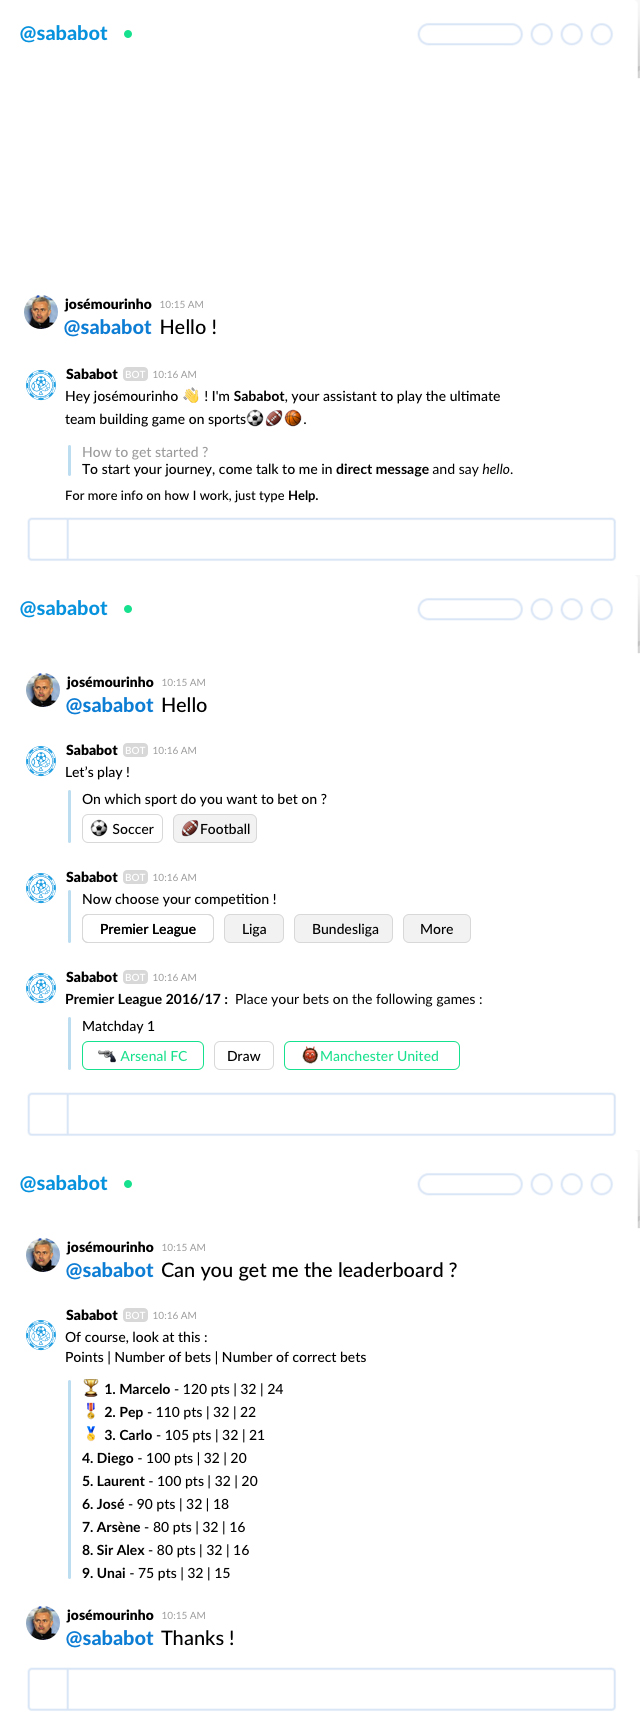 @sababot
josémourinho 10:15 AM
@sababot Hello !
Sababot BOT 10:16 AM
Hey josémourinho 👋 ! I'm Sababot, your assistant to play the ultimate
team building game on sports⚽🏈🏀.
How to get started ?
To start your journey, come talk to me in direct message and say hello.
For more info on how I work, just type Help.
@sababot
josémourinho 10:15 AM
@sababot Hello
Sababot BOT 10:16 AM
Let's play !
On which sport do you want to bet on ?
⚽ Soccer 🏈Football
Sababot BOT 10:16 AM
Now choose your competition !
Premier League Liga Bundesliga More
Sababot BOT 10:16 AM
Premier League 2016/17 : Place your bets on the following games :
Matchday 1
Arsenal FC Draw Manchester United
@sababot
josémourinho 10:15 AM
@sababot Can you get me the leaderboard ?
Sababot BOT 10:16 AM
Of course, look at this :
Points | Number of bets | Number of correct bets
🏆 1. Marcelo - 120 pts | 32 | 24
🎖 2. Pep - 110 pts | 32 | 22
🏅 3. Carlo - 105 pts | 32 | 21
4. Diego - 100 pts | 32 | 20
5. Laurent - 100 pts | 32 | 20
6. José - 90 pts | 32 | 18
7. Arsène - 80 pts | 32 | 16
8. Sir Alex - 80 pts | 32 | 16
9. Unai - 75 pts | 32 | 15
josémourinho 10:15 AM
@sababot Thanks !